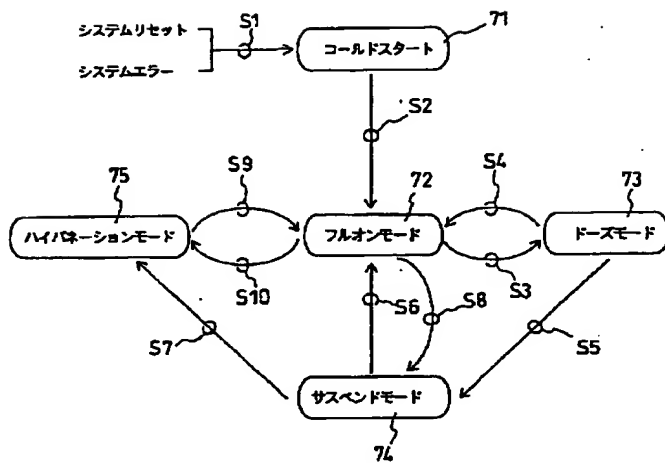 システムリセット
システムエラー
S1
71
コールドスタート
S2
75
S9
72
S4
73
ハイバネーションモード
フルオンモード
ドーズモード
S10
S6
S8
S3
S7
S5
サスペンドモード
74